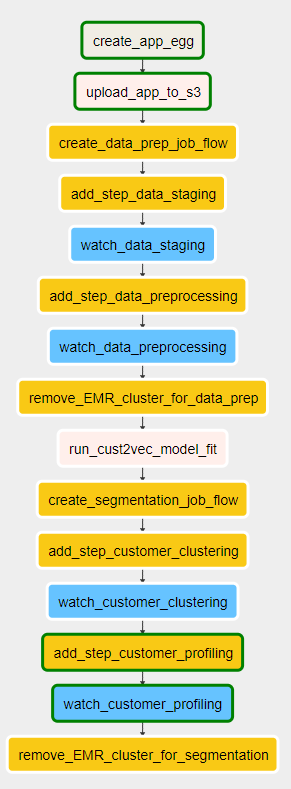 create_app_egg
upload_app_to_s3
create_data_prep_job_flow
add_step_data_staging
watch_data_staging
add_step_data_preprocessing
watch_data_preprocessing
remove_EMR_cluster_for_data_prep
run_cust2vec_model_fit
create_segmentation_job_flow
add_step_customer_clustering
watch_customer_clustering
add_step_customer_profiling
watch_customer_profiling
remove_EMR_cluster_for_segmentation